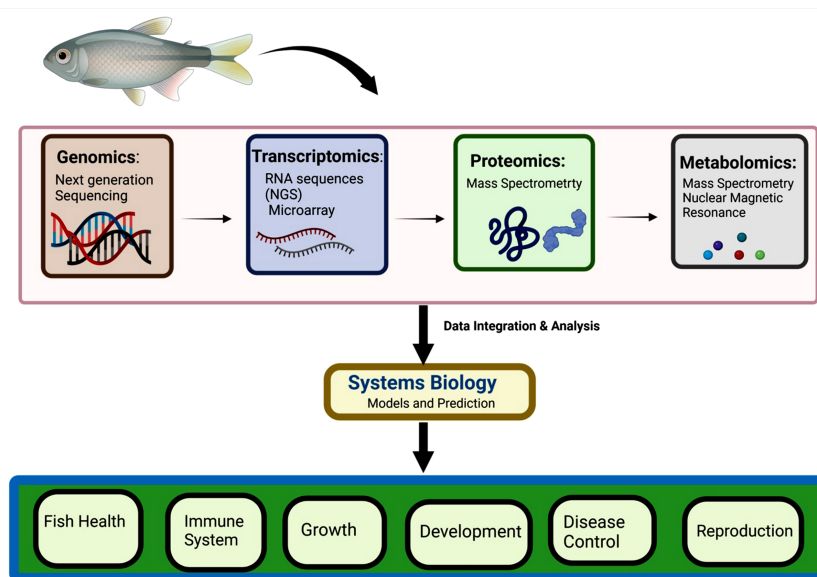 Genomics:
Next generation
Sequencing
Transcriptomics:
RNA sequences
(NGS)
Microarray
Proteomics:
Mass Spectrometrty
Metabolomics:
Mass Spectrometry
Nuclear Magnetic
Resonance
Data Integration & Analysis
Systems Biology
Models and Prediction
Fish Health
Immune
System
Growth
Development
Disease
Control
Reproduction